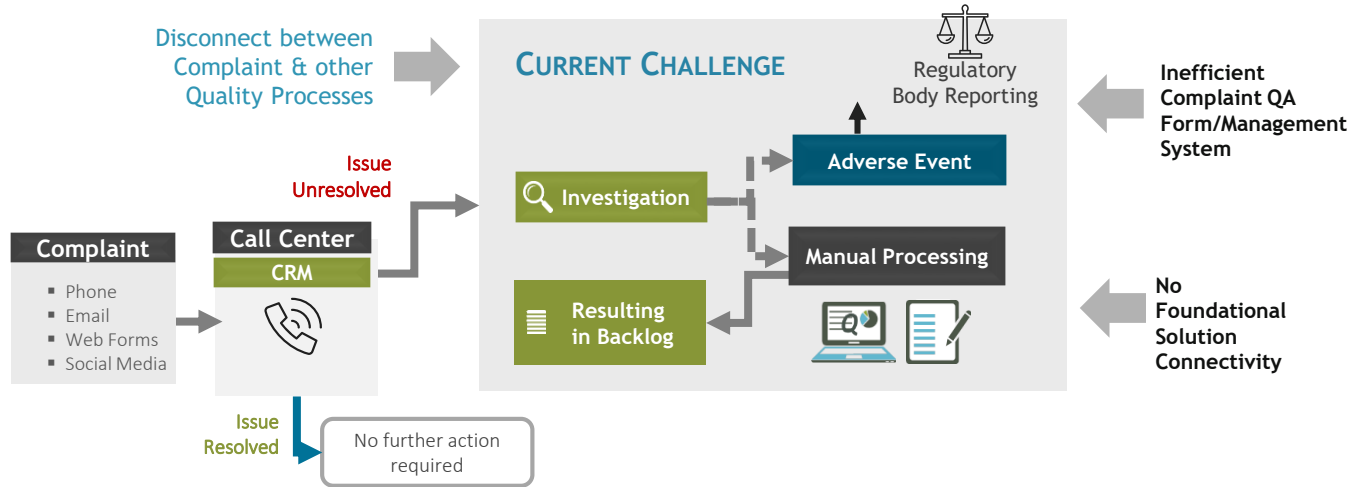 Disconnect between
Complaint & other
Quality Processes
CURRENT CHALLENGE
Regulatory
Body Reporting
Inefficient
Complaint QA
Form/Management
System
Adverse Event
Issue
Unresolved
Investigation
Call Center
CRM
Complaint
▪ Phone
▪ Email
▪ Web Forms
▪ Social Media
Manual Processing
Resulting
in Backlog
Q
No
Foundational
Solution
Connectivity
Issue
Resolved
No further action
required